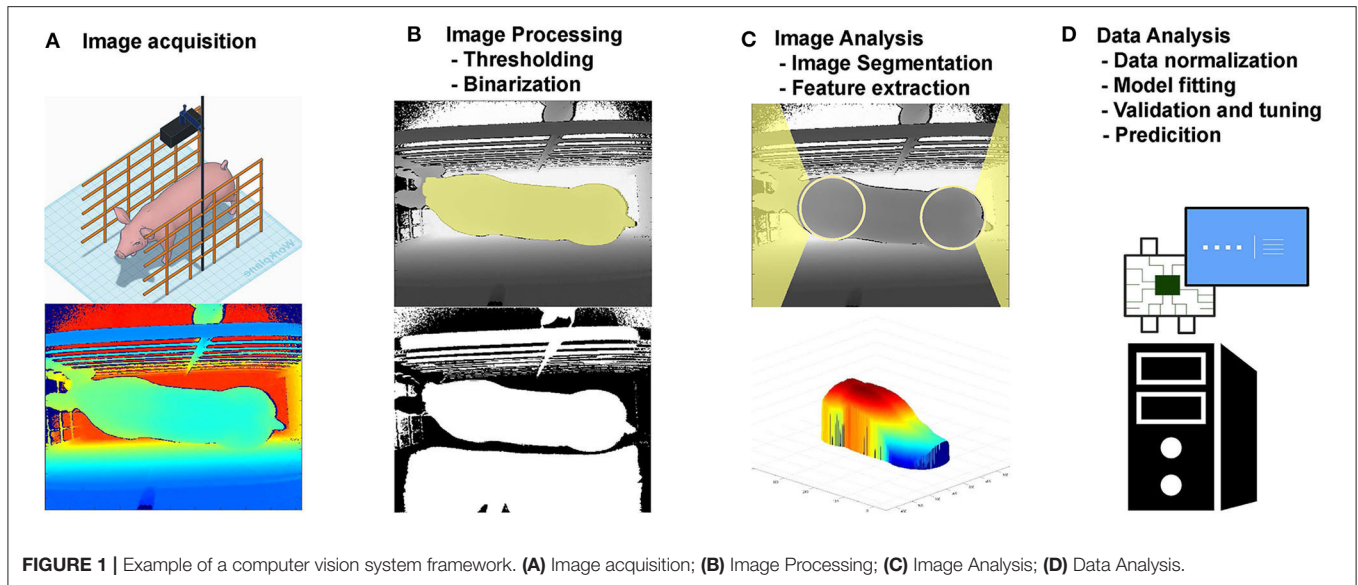 A Image acquisition
B Image Processing
- Thresholding
- Binarization
C Image Analysis
- Image Segmentation
- Feature extraction
D Data Analysis
- Data normalization
- Model fitting
- Validation and tuning
- Predicition
Workplane
FIGURE 1 | Example of a computer vision system framework. (A) Image acquisition; (B) Image Processing; (C) Image Analysis; (D) Data Analysis.